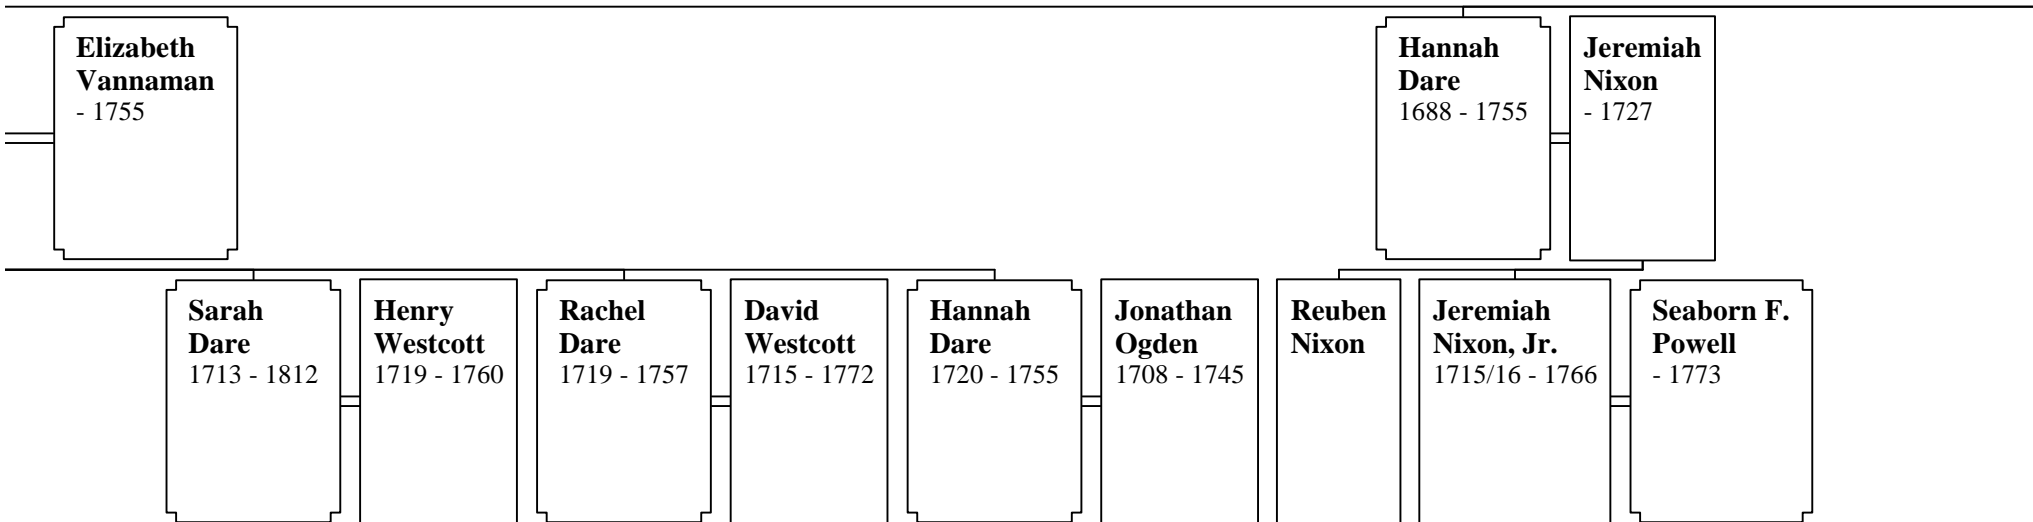 Elizabeth
Vannaman
- 1755
Hannah
Dare
1688 - 1755
Jeremiah
Nixon
- 1727
Sarah
Dare
1713 - 1812
Henry
Westcott
1719 - 1760
Rachel
Dare
1719 - 1757
David
Westcott
1715 - 1772
Hannah
Dare
1720 - 1755
Jonathan
Ogden
1708 - 1745
Reuben
Nixon
Jeremiah
Nixon, Jr.
1715/16 - 1766
Seaborn F.
Powell
- 1773